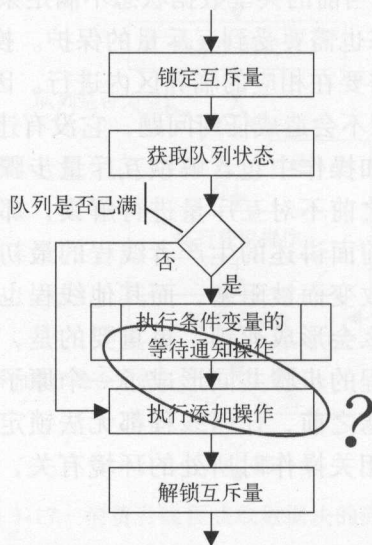 锁定互斥量
获取队列状态
队列是否已满
否
是
执行条件变量的
等待通知操作
执行添加操作
?
解锁互斥量